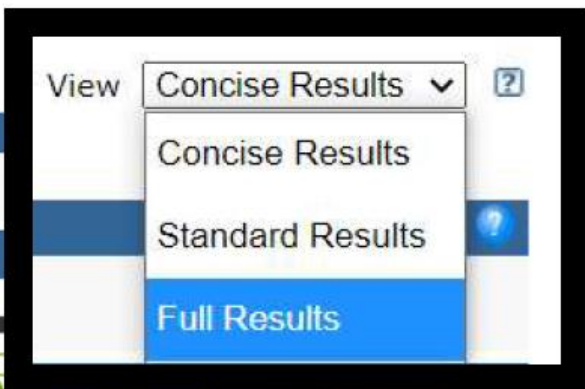 View Concise Results ?
Concise Results
Standard Results
?
Full Results